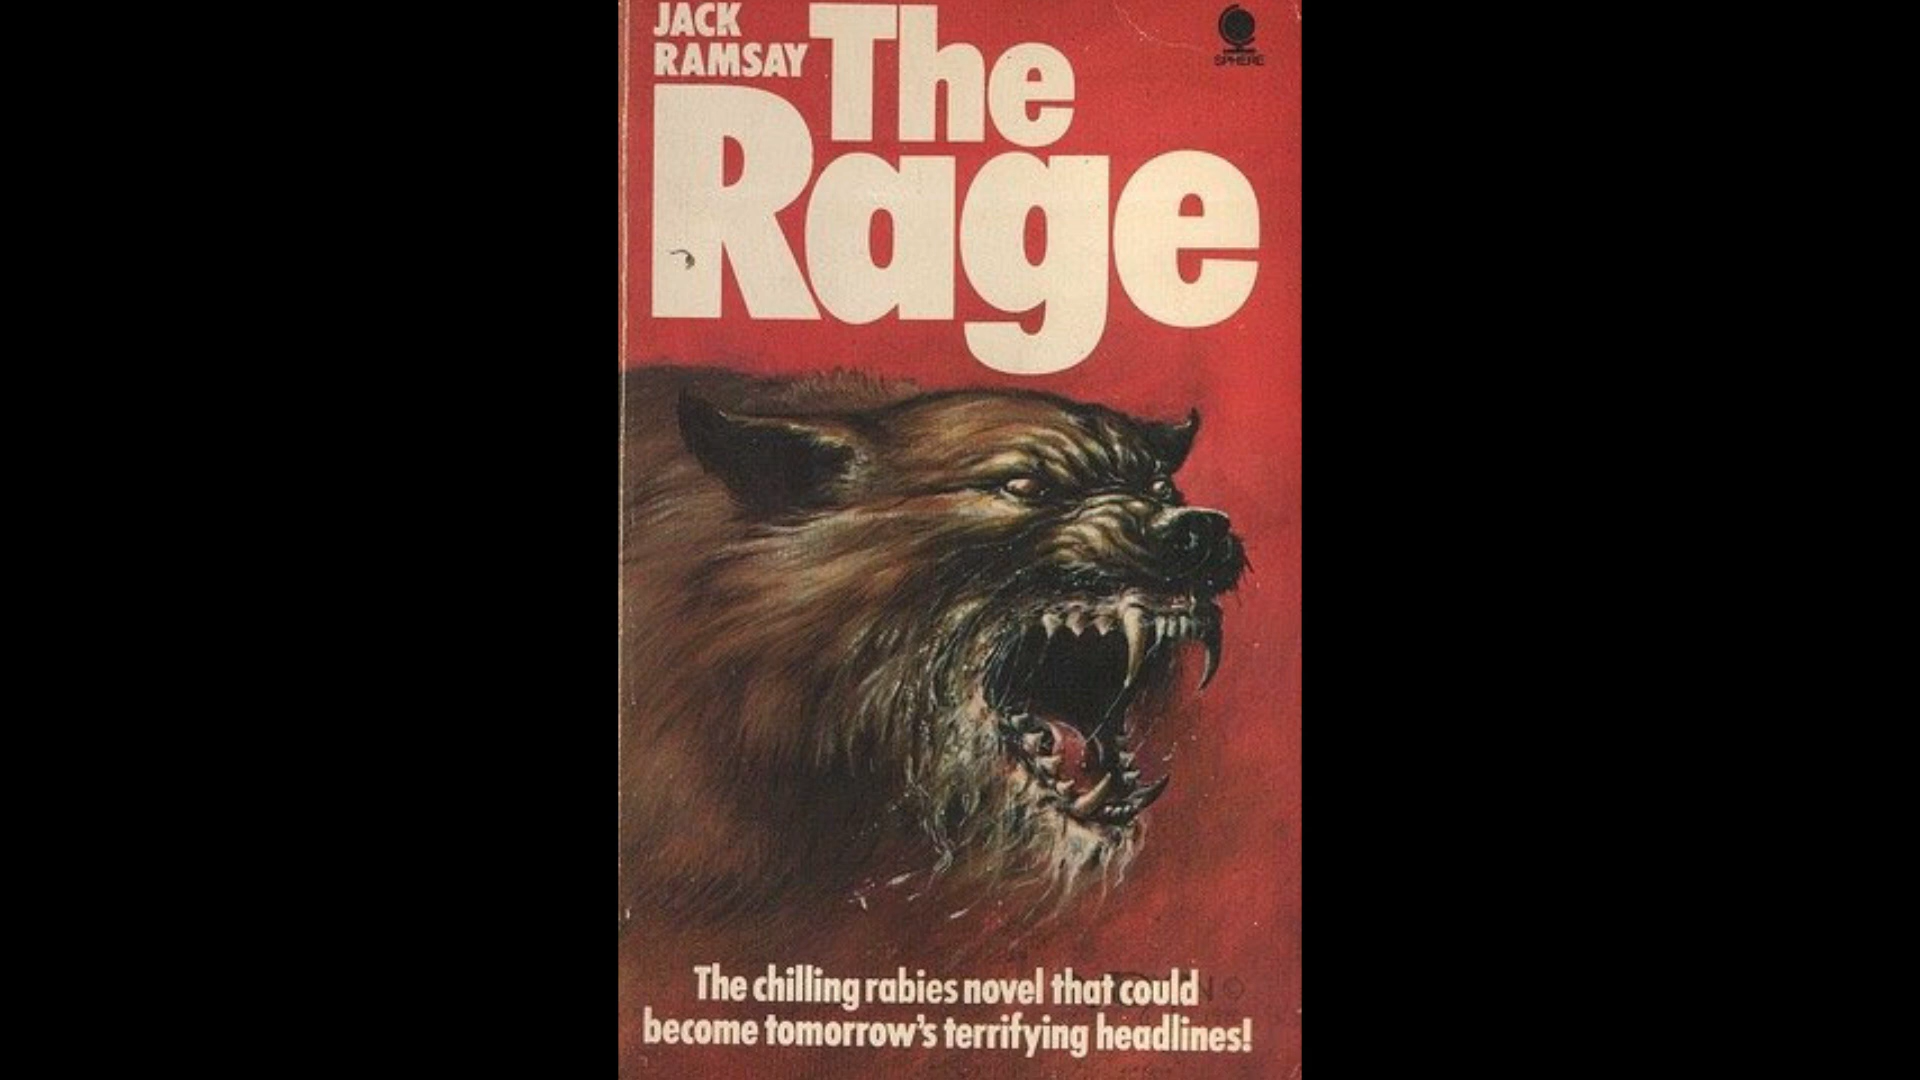 JACK
RAMSAY
The
Rage
SPHERE
The chilling rabies novel that could
become tomorrow's terrifying headlines!